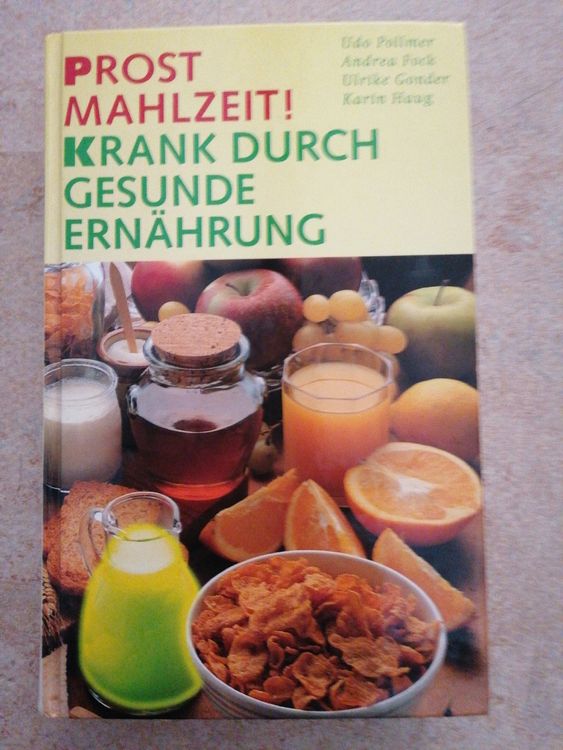 PROST
MAHLZEIT!
KRANK DURCH
GESUNDE
ERNÄHRUNG
Udo Pollmer
Andrea Fock
Ulrike Gonder
Karin Haug